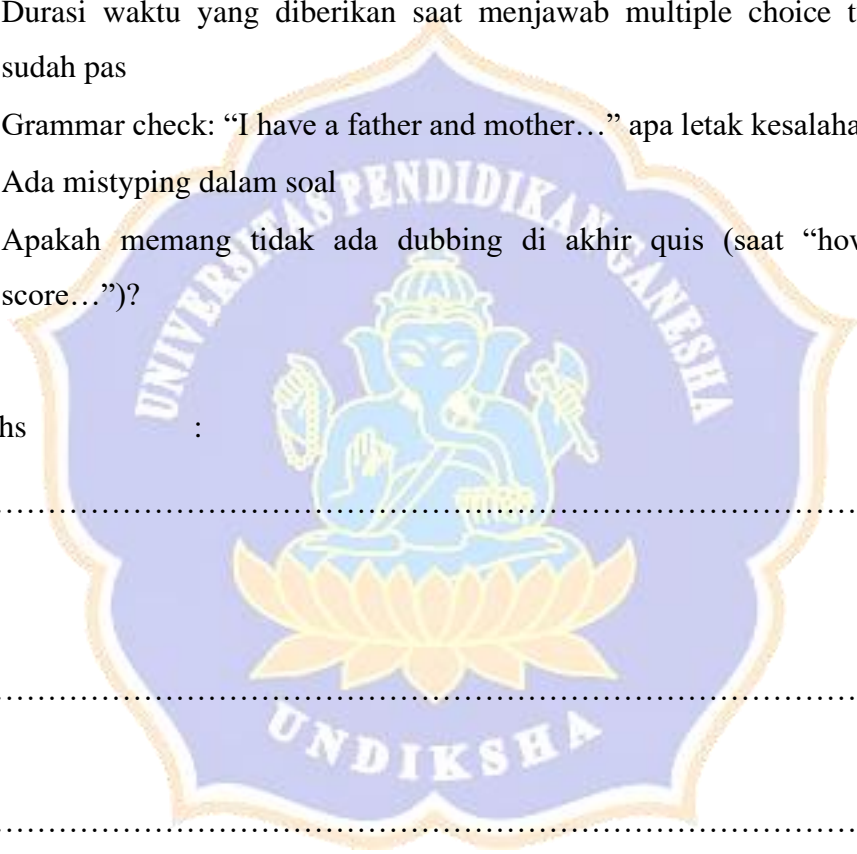 Durasi waktu yang diberikan saat menjawab multiple choice t
sudah pas
Grammar check: “I have a father and mother…” apa letak kesalaha
Ada mistyping dalam soal
Apakah memang tidak ada dubbing di akhir quis (saat “how
score…”)?
hs :
……………………………………………………………………………
……………………………………………………………………………
……………………………………………………………………………
UNIVERSITAS PENDIDIKAN GANESHA
UNDIKSHA